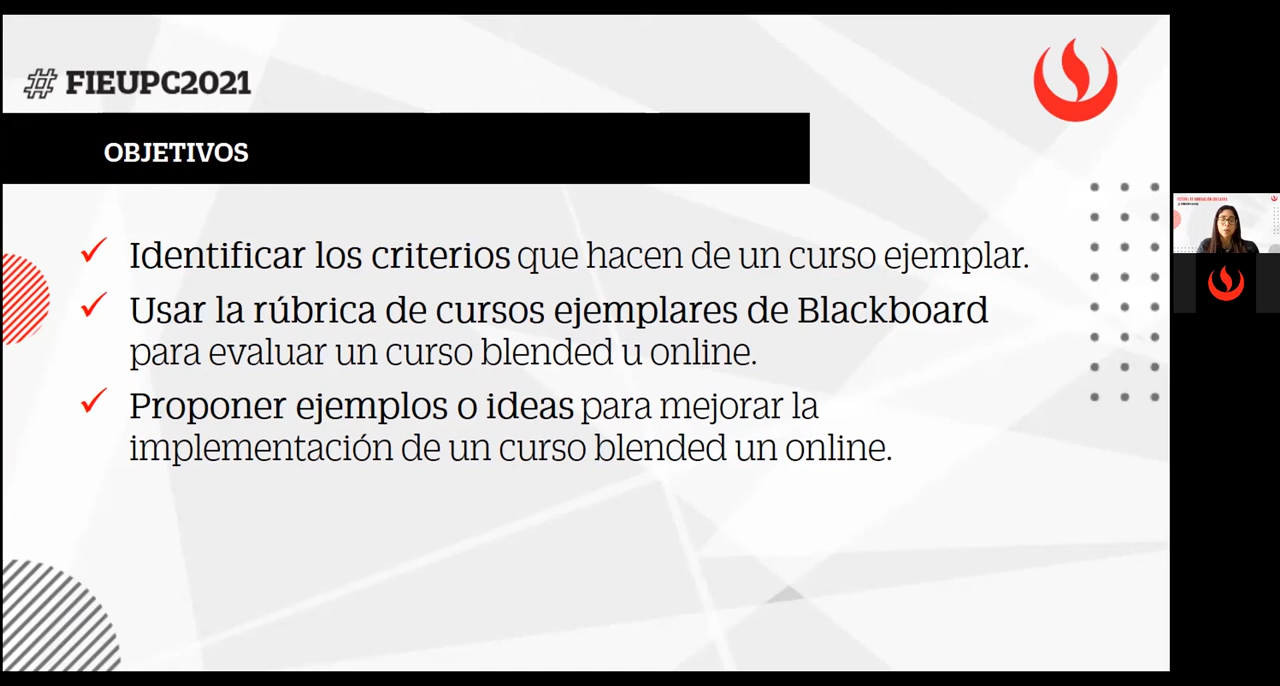 # FIEUPC2021
OBJETIVOS
✓ Identificar los criterios que hacen de un curso ejemplar.
✓ Usar la rúbrica de cursos ejemplares de Blackboard
para evaluar un curso blended u online.
✓ Proponer ejemplos o ideas para mejorar la
implementación de un curso blended un online.